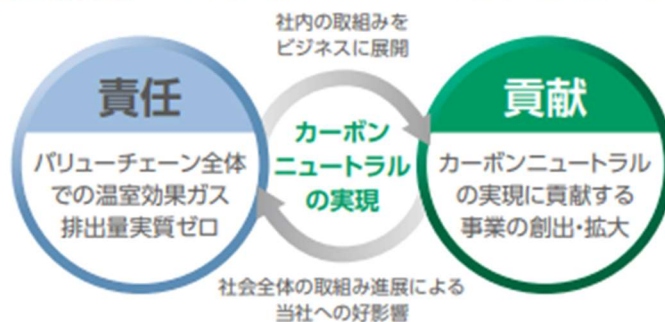 社内の取組みを
ビジネスに展開
責任
バリューチェーン全体
での温室効果ガス
排出量実質ゼロ
カーボン
ニュートラル
の実現
貢献
カーボンニュートラル
の実現に貢献する
事業の創出・拡大
社会全体の取組み進展による
当社への好影響